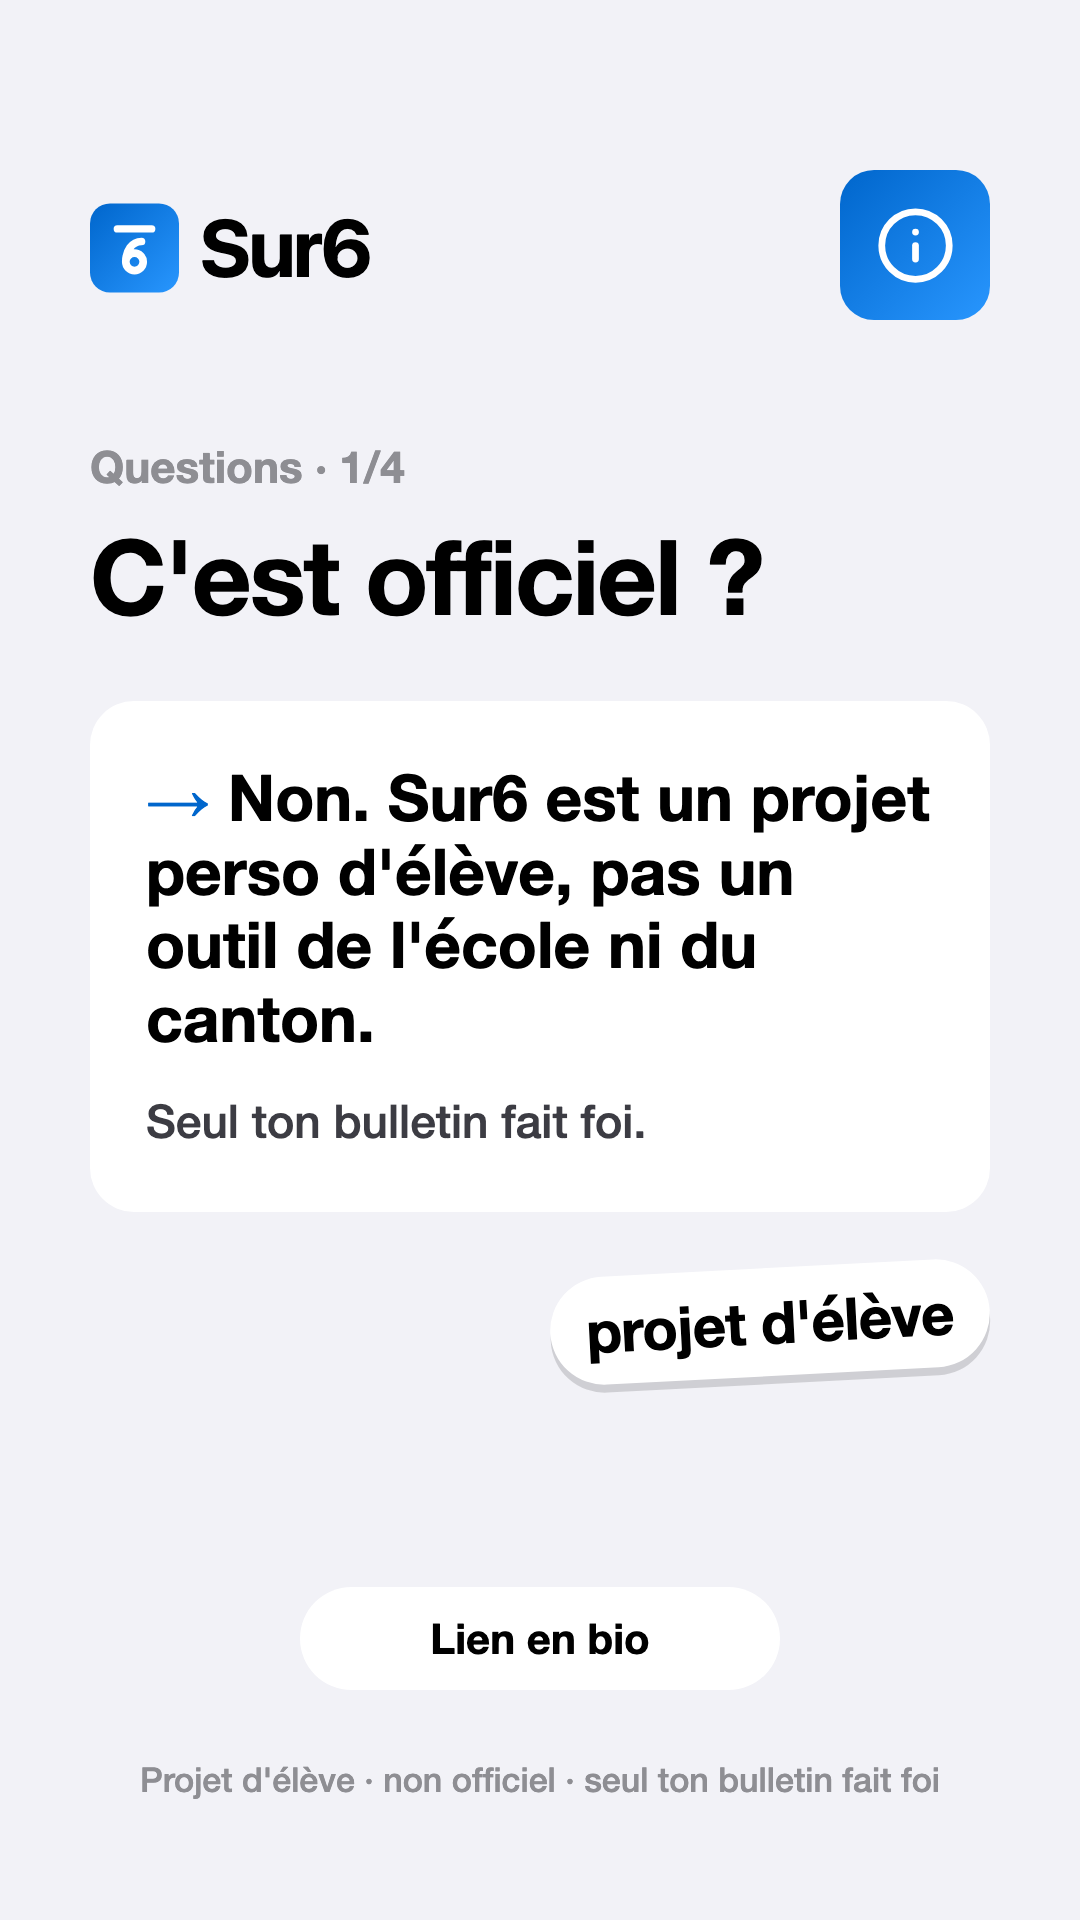 6 Sur6
i
Questions · 1/4
C'est officiel ?
→ Non. Sur6 est un projet
perso d'élève, pas un
outil de l'école ni du
canton.
Seul ton bulletin fait foi.
projet d'élève
Lien en bio
Projet d'élève · non officiel · seul ton bulletin fait foi